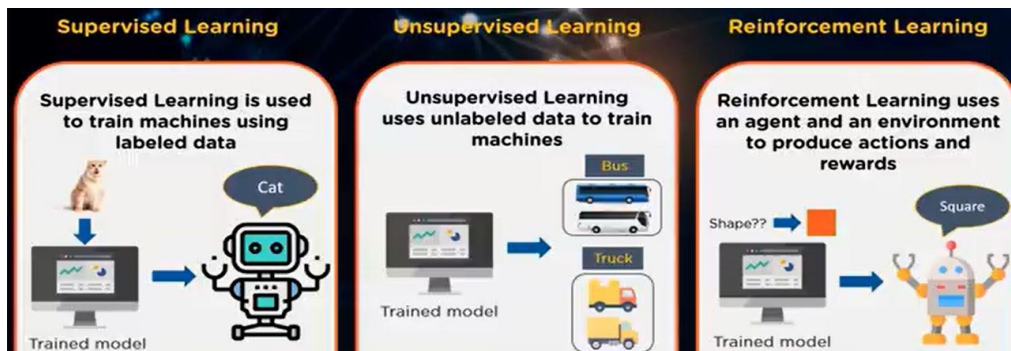 Supervised Learning
Supervised Learning is used
to train machines using
labeled data
Cat
Trained model
Unsupervised Learning
Unsupervised Learning
uses unlabeled data to train
machines
Bus
Truck
Trained model
Reinforcement Learning
Reinforcement Learning uses
an agent and an environment
to produce actions and
rewards
Shape??
Square
Trained model